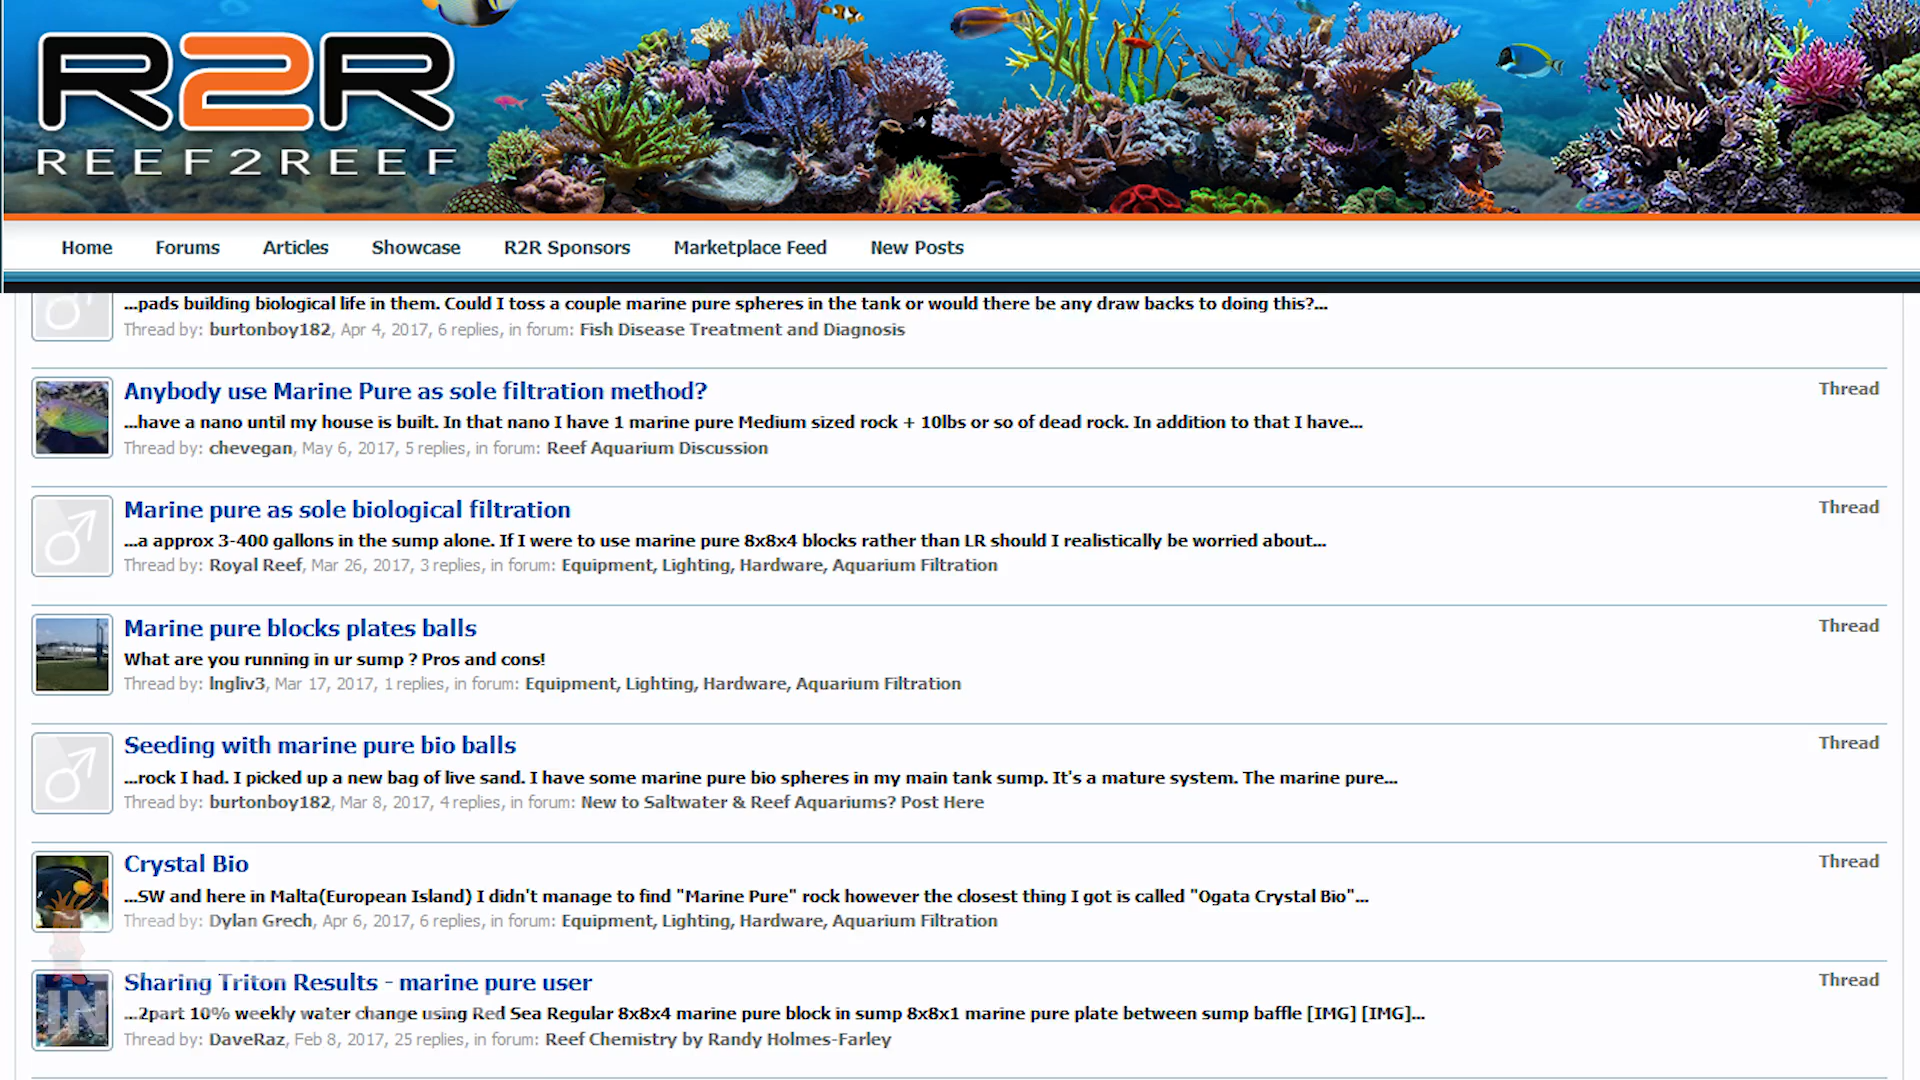 R2R
REEF2REEF
Home Forums Articles Showcase R2R Sponsors Marketplace Feed New Posts
...pads building biological life in them. Could I toss a couple marine pure spheres in the tank or would there be any draw backs to doing this?...
Thread by: burtonboy182, Apr 4, 2017, 6 replies, in forum: Fish Disease Treatment and Diagnosis
Anybody use Marine Pure as sole filtration method? Thread
...have a nano until my house is built. In that nano I have 1 marine pure Medium sized rock + 10lbs or so of dead rock. In addition to that I have...
Thread by: chevegan, May 6, 2017, 5 replies, in forum: Reef Aquarium Discussion
Marine pure as sole biological filtration Thread
...a approx 3-400 gallons in the sump alone. If I were to use marine pure 8x8x4 blocks rather than LR should I realistically be worried about...
Thread by: Royal Reef, Mar 26, 2017, 3 replies, in forum: Equipment, Lighting, Hardware, Aquarium Filtration
Marine pure blocks plates balls Thread
What are you running in ur sump ? Pros and cons!
Thread by: lngliv3, Mar 17, 2017, 1 replies, in forum: Equipment, Lighting, Hardware, Aquarium Filtration
Seeding with marine pure bio balls Thread
...rock I had. I picked up a new bag of live sand. I have some marine pure bio spheres in my main tank sump. It's a mature system. The marine pure...
Thread by: burtonboy182, Mar 8, 2017, 4 replies, in forum: New to Saltwater & Reef Aquariums? Post Here
Crystal Bio Thread
...SW and here in Malta(European Island) I didn't manage to find "Marine Pure" rock however the closest thing I got is called "Ogata Crystal Bio"...
Thread by: Dylan Grech, Apr 6, 2017, 6 replies, in forum: Equipment, Lighting, Hardware, Aquarium Filtration
Sharing Triton Results - marine pure user Thread
...2part 10% weekly water change using Red Sea Regular 8x8x4 marine pure block in sump 8x8x1 marine pure plate between sump baffle [IMG] [IMG]...
Thread by: DaveRaz, Feb 8, 2017, 25 replies, in forum: Reef Chemistry by Randy Holmes-Farley
IN